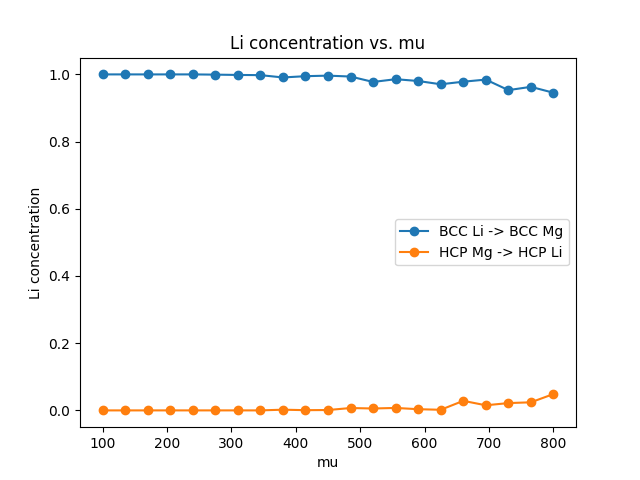 Li concentration vs. mu
1.0
0.8
0.6
0.4
0.2
0.0
Li concentration
BCC Li -> BCC Mg
HCP Mg -> HCP Li
100 200 300 400 500 600 700 800
mu